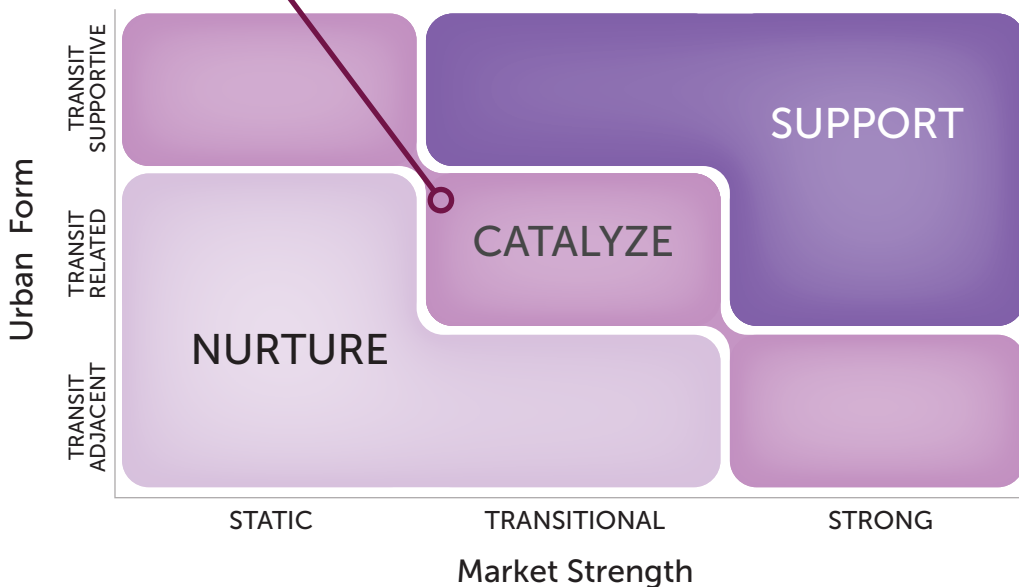 Urban Form
TRANSIT
SUPPORTIVE
TRANSIT
RELATED
TRANSIT
ADJACENT
SUPPORT
CATALYZE
NURTURE
STATIC
TRANSITIONAL
STRONG
Market Strength